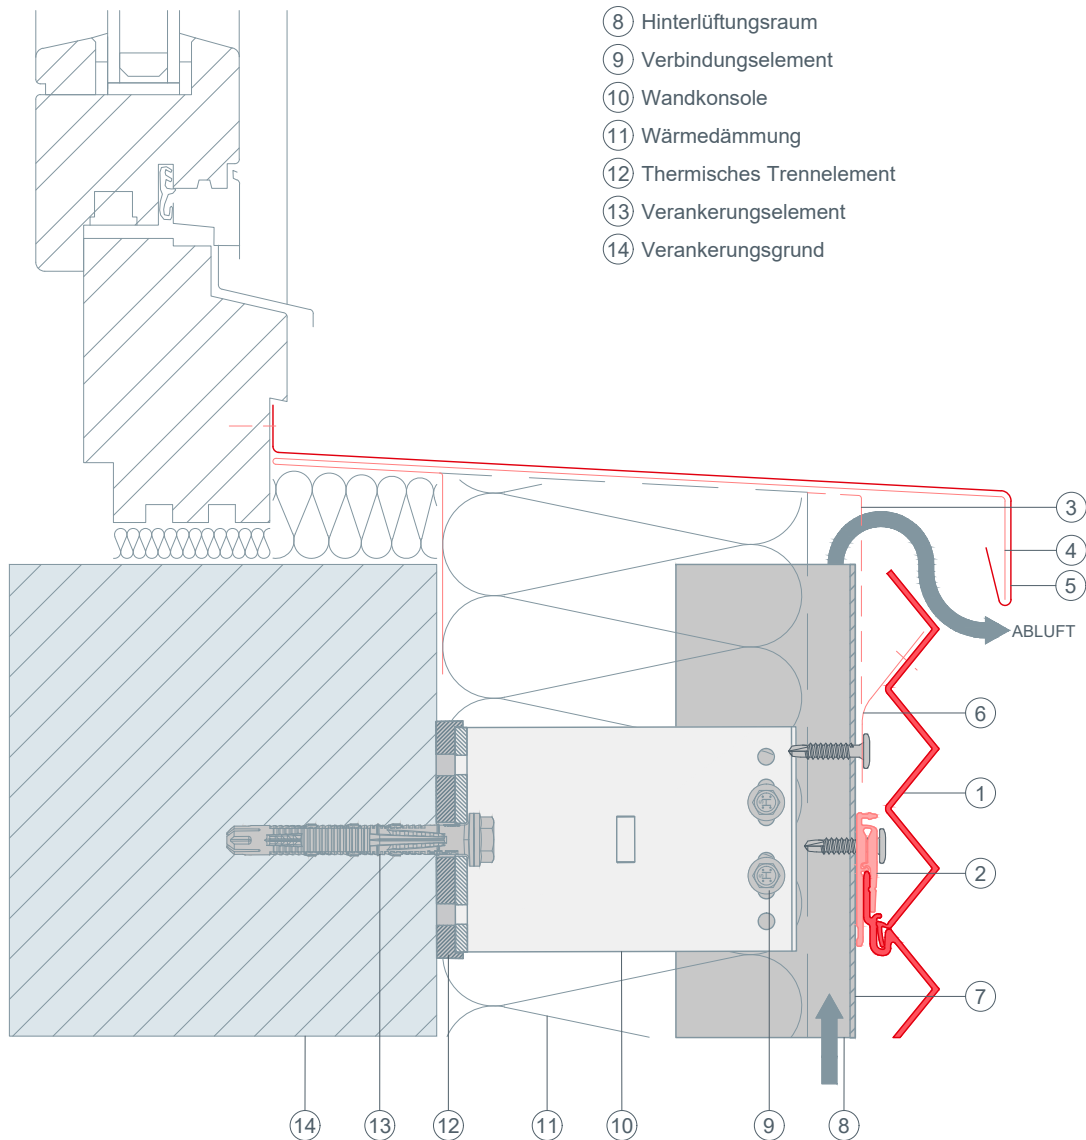 8 Hinterlüftungsraum
9 Verbindungselement
10 Wandkonsole
11 Wärmedämmung
12 Thermisches Trennelement
13 Verankerungselement
14 Verankerungsgrund
3
4
5
ABLUFT
6
1
2
7
14 13 12 11 10 9 8